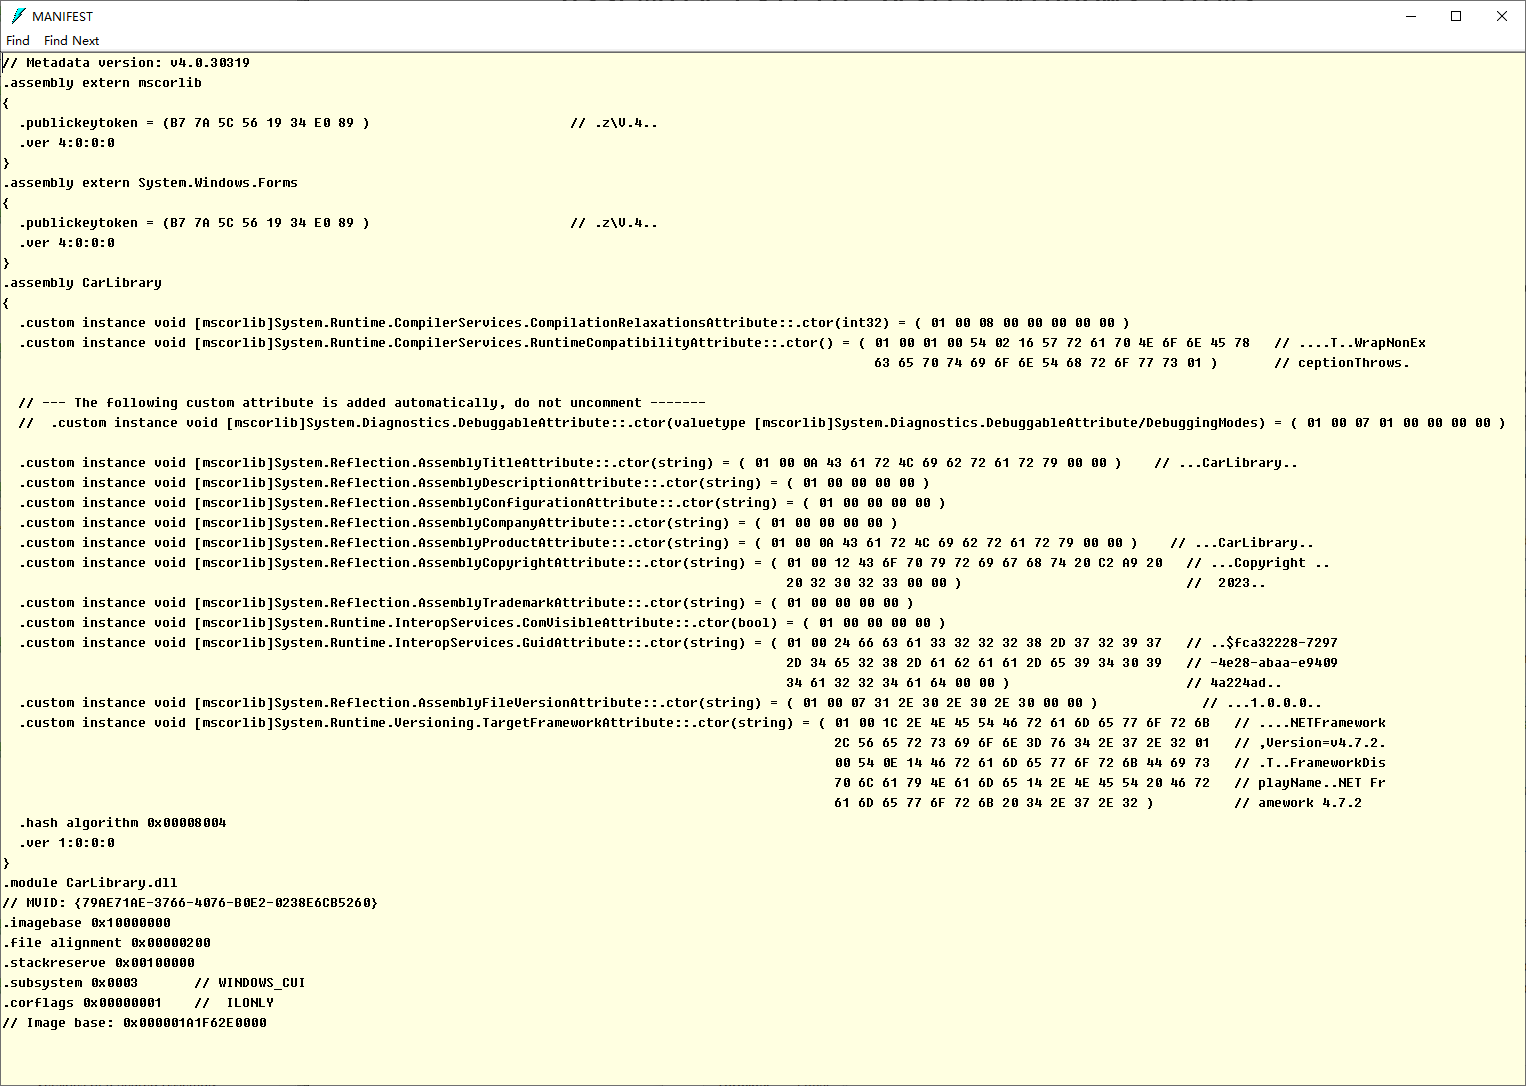 MANIFEST
Find Find Next
// Metadata version: v4.0.30319
.assembly extern mscorlib
{
  .publickeytoken = (B7 7A 5C 56 19 34 E0 89 )                         // .z\V.4..
  .ver 4:0:0:0
}
.assembly extern System.Windows.Forms
{
  .publickeytoken = (B7 7A 5C 56 19 34 E0 89 )                         // .z\V.4..
  .ver 4:0:0:0
}
.assembly CarLibrary
{
  .custom instance void [mscorlib]System.Runtime.CompilerServices.CompilationRelaxationsAttribute::.ctor(int32) = ( 01 00 08 00 00 00 00 00 )
  .custom instance void [mscorlib]System.Runtime.CompilerServices.RuntimeCompatibilityAttribute::.ctor() = ( 01 00 01 00 54 02 16 57 72 61 70 4E 6F 6E 45 78   // ....T..WrapNonEx
63 65 70 74 69 6F 6E 54 68 72 6F 77 73 01 )       // ceptionThrows.
  // --- The following custom attribute is added automatically, do not uncomment -------
  //  .custom instance void [mscorlib]System.Diagnostics.DebuggableAttribute::.ctor(valuetype [mscorlib]System.Diagnostics.DebuggableAttribute/DebuggingModes) = ( 01 00 07 01 00 00 00 00 )
  .custom instance void [mscorlib]System.Reflection.AssemblyTitleAttribute::.ctor(string) = ( 01 00 0A 43 61 72 4C 69 62 72 61 72 79 00 00 )    // ...CarLibrary..
  .custom instance void [mscorlib]System.Reflection.AssemblyDescriptionAttribute::.ctor(string) = ( 01 00 00 00 00 )
  .custom instance void [mscorlib]System.Reflection.AssemblyConfigurationAttribute::.ctor(string) = ( 01 00 00 00 00 )
  .custom instance void [mscorlib]System.Reflection.AssemblyCompanyAttribute::.ctor(string) = ( 01 00 00 00 00 )
  .custom instance void [mscorlib]System.Reflection.AssemblyProductAttribute::.ctor(string) = ( 01 00 0A 43 61 72 4C 69 62 72 61 72 79 00 00 )    // ...CarLibrary..
  .custom instance void [mscorlib]System.Reflection.AssemblyCopyrightAttribute::.ctor(string) = ( 01 00 12 43 6F 70 79 72 69 67 68 74 20 C2 A9 20   // ...Copyright ..
20 32 30 32 33 00 00 )                            //  2023..
  .custom instance void [mscorlib]System.Reflection.AssemblyTrademarkAttribute::.ctor(string) = ( 01 00 00 00 00 )
  .custom instance void [mscorlib]System.Runtime.InteropServices.ComVisibleAttribute::.ctor(bool) = ( 01 00 00 00 00 )
  .custom instance void [mscorlib]System.Runtime.InteropServices.GuidAttribute::.ctor(string) = ( 01 00 24 66 63 61 33 32 32 32 38 2D 37 32 39 37   // ..$fca32228-7297
2D 34 65 32 38 2D 61 62 61 61 2D 65 39 34 30 39   // -4e28-abaa-e9409
34 61 32 32 34 61 64 00 00 )                      // 4a224ad..
  .custom instance void [mscorlib]System.Reflection.AssemblyFileVersionAttribute::.ctor(string) = ( 01 00 07 31 2E 30 2E 30 2E 30 00 00 )             // ...1.0.0.0..
  .custom instance void [mscorlib]System.Runtime.Versioning.TargetFrameworkAttribute::.ctor(string) = ( 01 00 1C 2E 4E 45 54 46 72 61 6D 65 77 6F 72 6B   // ....NETFramework
2C 56 65 72 73 69 6F 6E 3D 76 34 2E 37 2E 32 01   // ,Version=v4.7.2.
00 54 0E 14 46 72 61 6D 65 77 6F 72 6B 44 69 73   // .T..FrameworkDis
70 6C 61 79 4E 61 6D 65 14 2E 4E 45 54 20 46 72   // playName..NET Fr
61 6D 65 77 6F 72 6B 20 34 2E 37 2E 32 )          // amework 4.7.2
  .hash algorithm 0x00008004
  .ver 1:0:0:0
}
.module CarLibrary.dll
// MVID: {79AE71AE-3766-4076-B0E2-0238E6CB5260}
.imagebase 0x10000000
.file alignment 0x00000200
.stackreserve 0x00100000
.subsystem 0x0003       // WINDOWS_CUI
.corflags 0x00000001    //  ILONLY
// Image base: 0x000001A1F62E0000